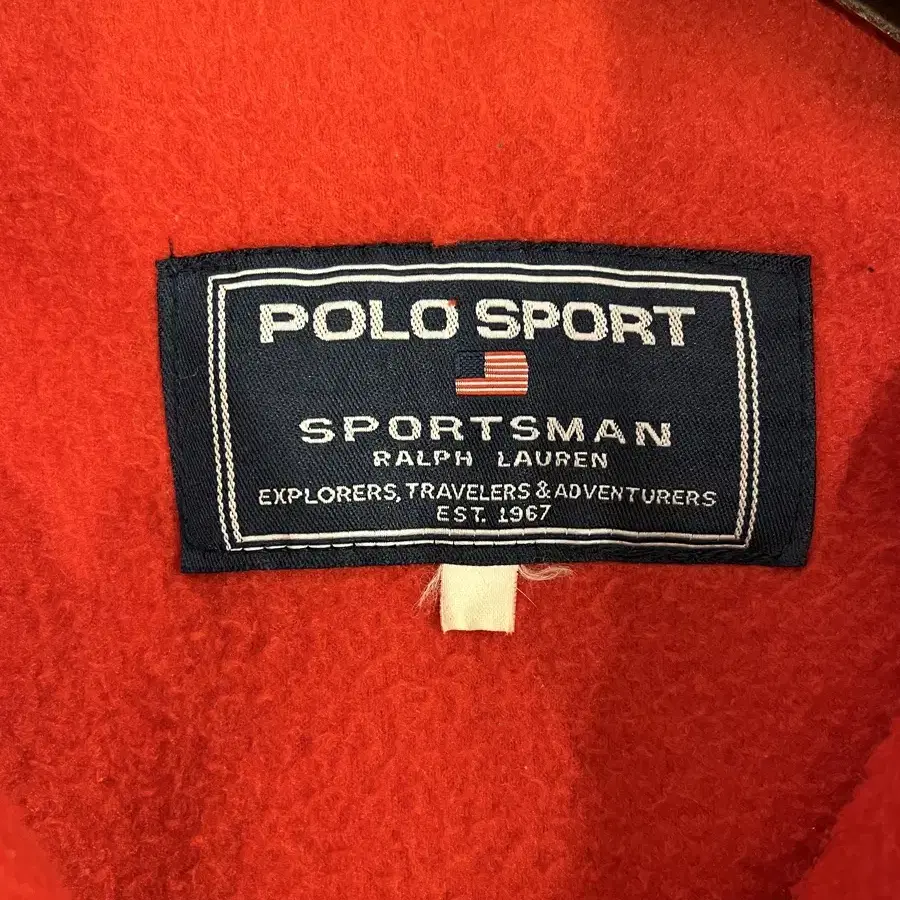 POLO SPORT
SPORTSMAN
RALPH LAUREN
EXPLORERS, TRAVELERS & ADVENTURERS
EST. 1967